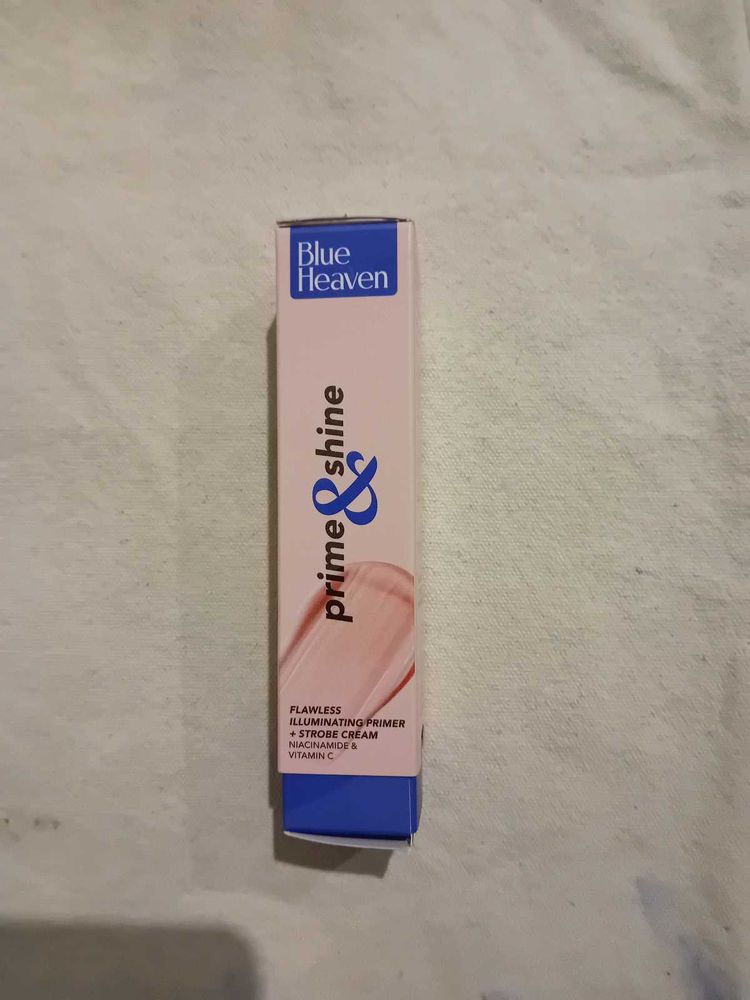 Blue
Heaven
prime & shine
FLAWLESS
ILLUMINATING PRIMER
+ STROBE CREAM
NIACINAMIDE &
VITAMIN C